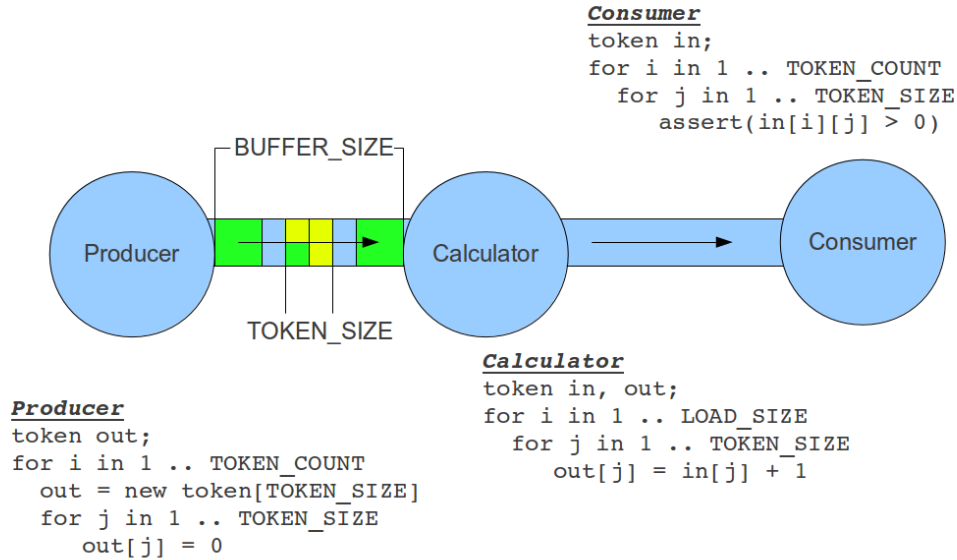 Consumer
token in;
for i in 1 .. TOKEN_COUNT
for j in 1 .. TOKEN_SIZE
assert(in[i][j] > 0)
BUFFER_SIZE
Producer
Calculator
Consumer
TOKEN_SIZE
Calculator
token in, out;
for i in 1 .. LOAD_SIZE
for j in 1 .. TOKEN_SIZE
out[j] = in[j] + 1
Producer
token out;
for i in 1 .. TOKEN_COUNT
out = new token[TOKEN_SIZE]
for j in 1 .. TOKEN_SIZE
out[j] = 0